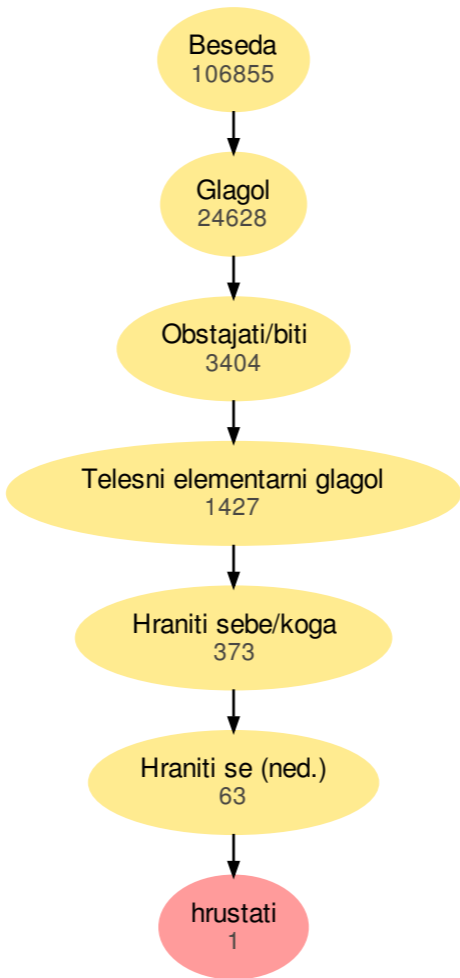 Beseda
106855
Glagol
24628
Obstajati/biti
3404
Telesni elementarni glagol
1427
Hraniti sebe/koga
373
Hraniti se (ned.)
63
hrustati
1